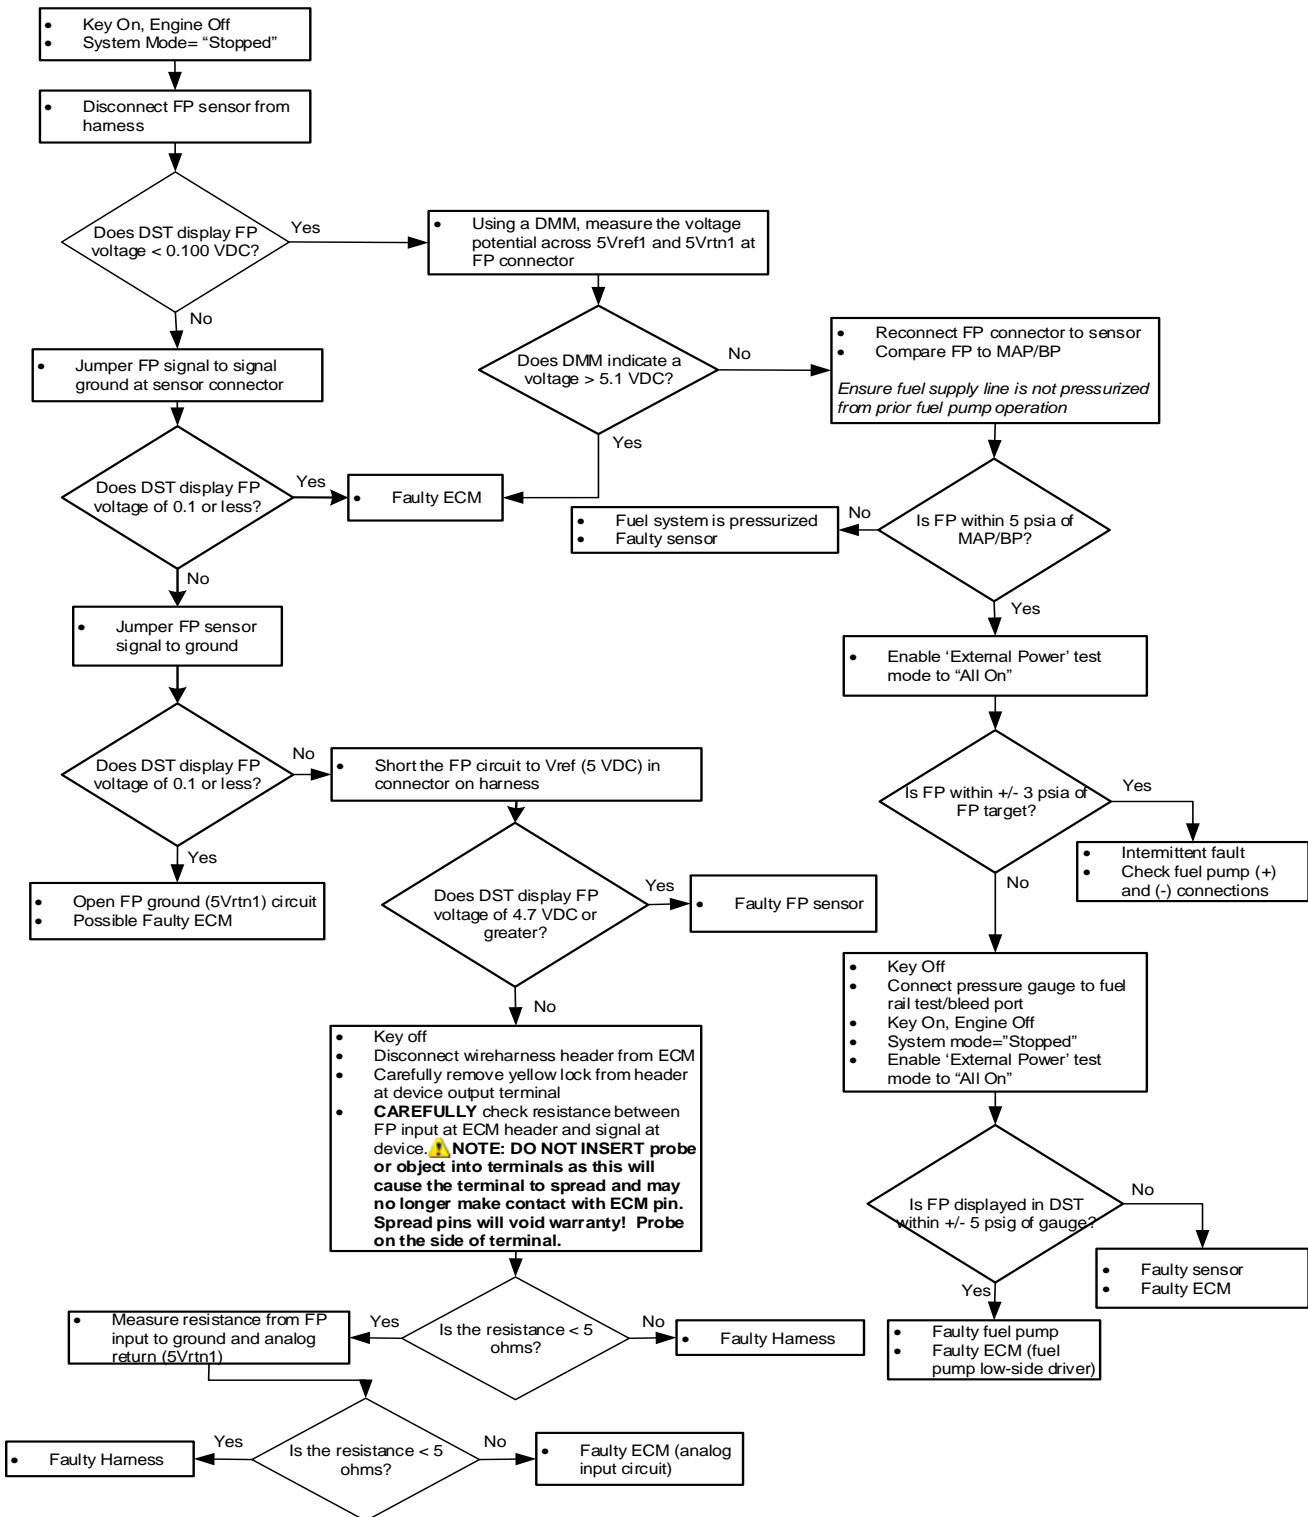 • Key On, Engine Off
• System Mode= “Stopped”
• Disconnect FP sensor from
harness
Does DST display FP
voltage < 0.100 VDC?
Yes
No
• Using a DMM, measure the voltage
potential across 5Vref1 and 5Vrtn1 at
FP connector
Does DMM indicate a
voltage > 5.1 VDC?
No
Yes
• Reconnect FP connector to sensor
• Compare FP to MAP/BP
Ensure fuel supply line is not pressurized
from prior fuel pump operation
• Jumper FP signal to signal
ground at sensor connector
Does DST display FP
voltage of 0.1 or less?
Yes
No
• Faulty ECM
Is FP within 5 psia of
MAP/BP?
No
Yes
• Fuel system is pressurized
• Faulty sensor
• Jumper FP sensor
signal to ground
• Enable ‘External Power’ test
mode to “All On”
Does DST display FP
voltage of 0.1 or less?
No
Yes
• Short the FP circuit to Vref (5 VDC) in
connector on harness
Is FP within +/- 3 psia of
FP target?
Yes
No
• Intermittent fault
• Check fuel pump (+)
and (-) connections
• Open FP ground (5Vrtn1) circuit
• Possible Faulty ECM
Does DST display FP
voltage of 4.7 VDC or
greater?
Yes
No
• Faulty FP sensor
• Key Off
• Connect pressure gauge to fuel
rail test/bleed port
• Key On, Engine Off
• System mode=”Stopped”
• Enable ‘External Power’ test
mode to “All On”
• Key off
• Disconnect wireharness header from ECM
• Carefully remove yellow lock from header
at device output terminal
• CAREFULLY check resistance between
FP input at ECM header and signal at
device. NOTE: DO NOT INSERT probe
or object into terminals as this will
cause the terminal to spread and may
no longer make contact with ECM pin.
Spread pins will void warranty! Probe
on the side of terminal.
Is FP displayed in DST
within +/- 5 psig of gauge?
No
Yes
• Faulty sensor
• Faulty ECM
• Faulty fuel pump
• Faulty ECM (fuel
pump low-side driver)
Is the resistance < 5
ohms?
Yes
No
• Faulty Harness
• Measure resistance from FP
input to ground and analog
return (5Vrtn1)
Is the resistance < 5
ohms?
Yes
No
• Faulty Harness
• Faulty ECM (analog
input circuit)